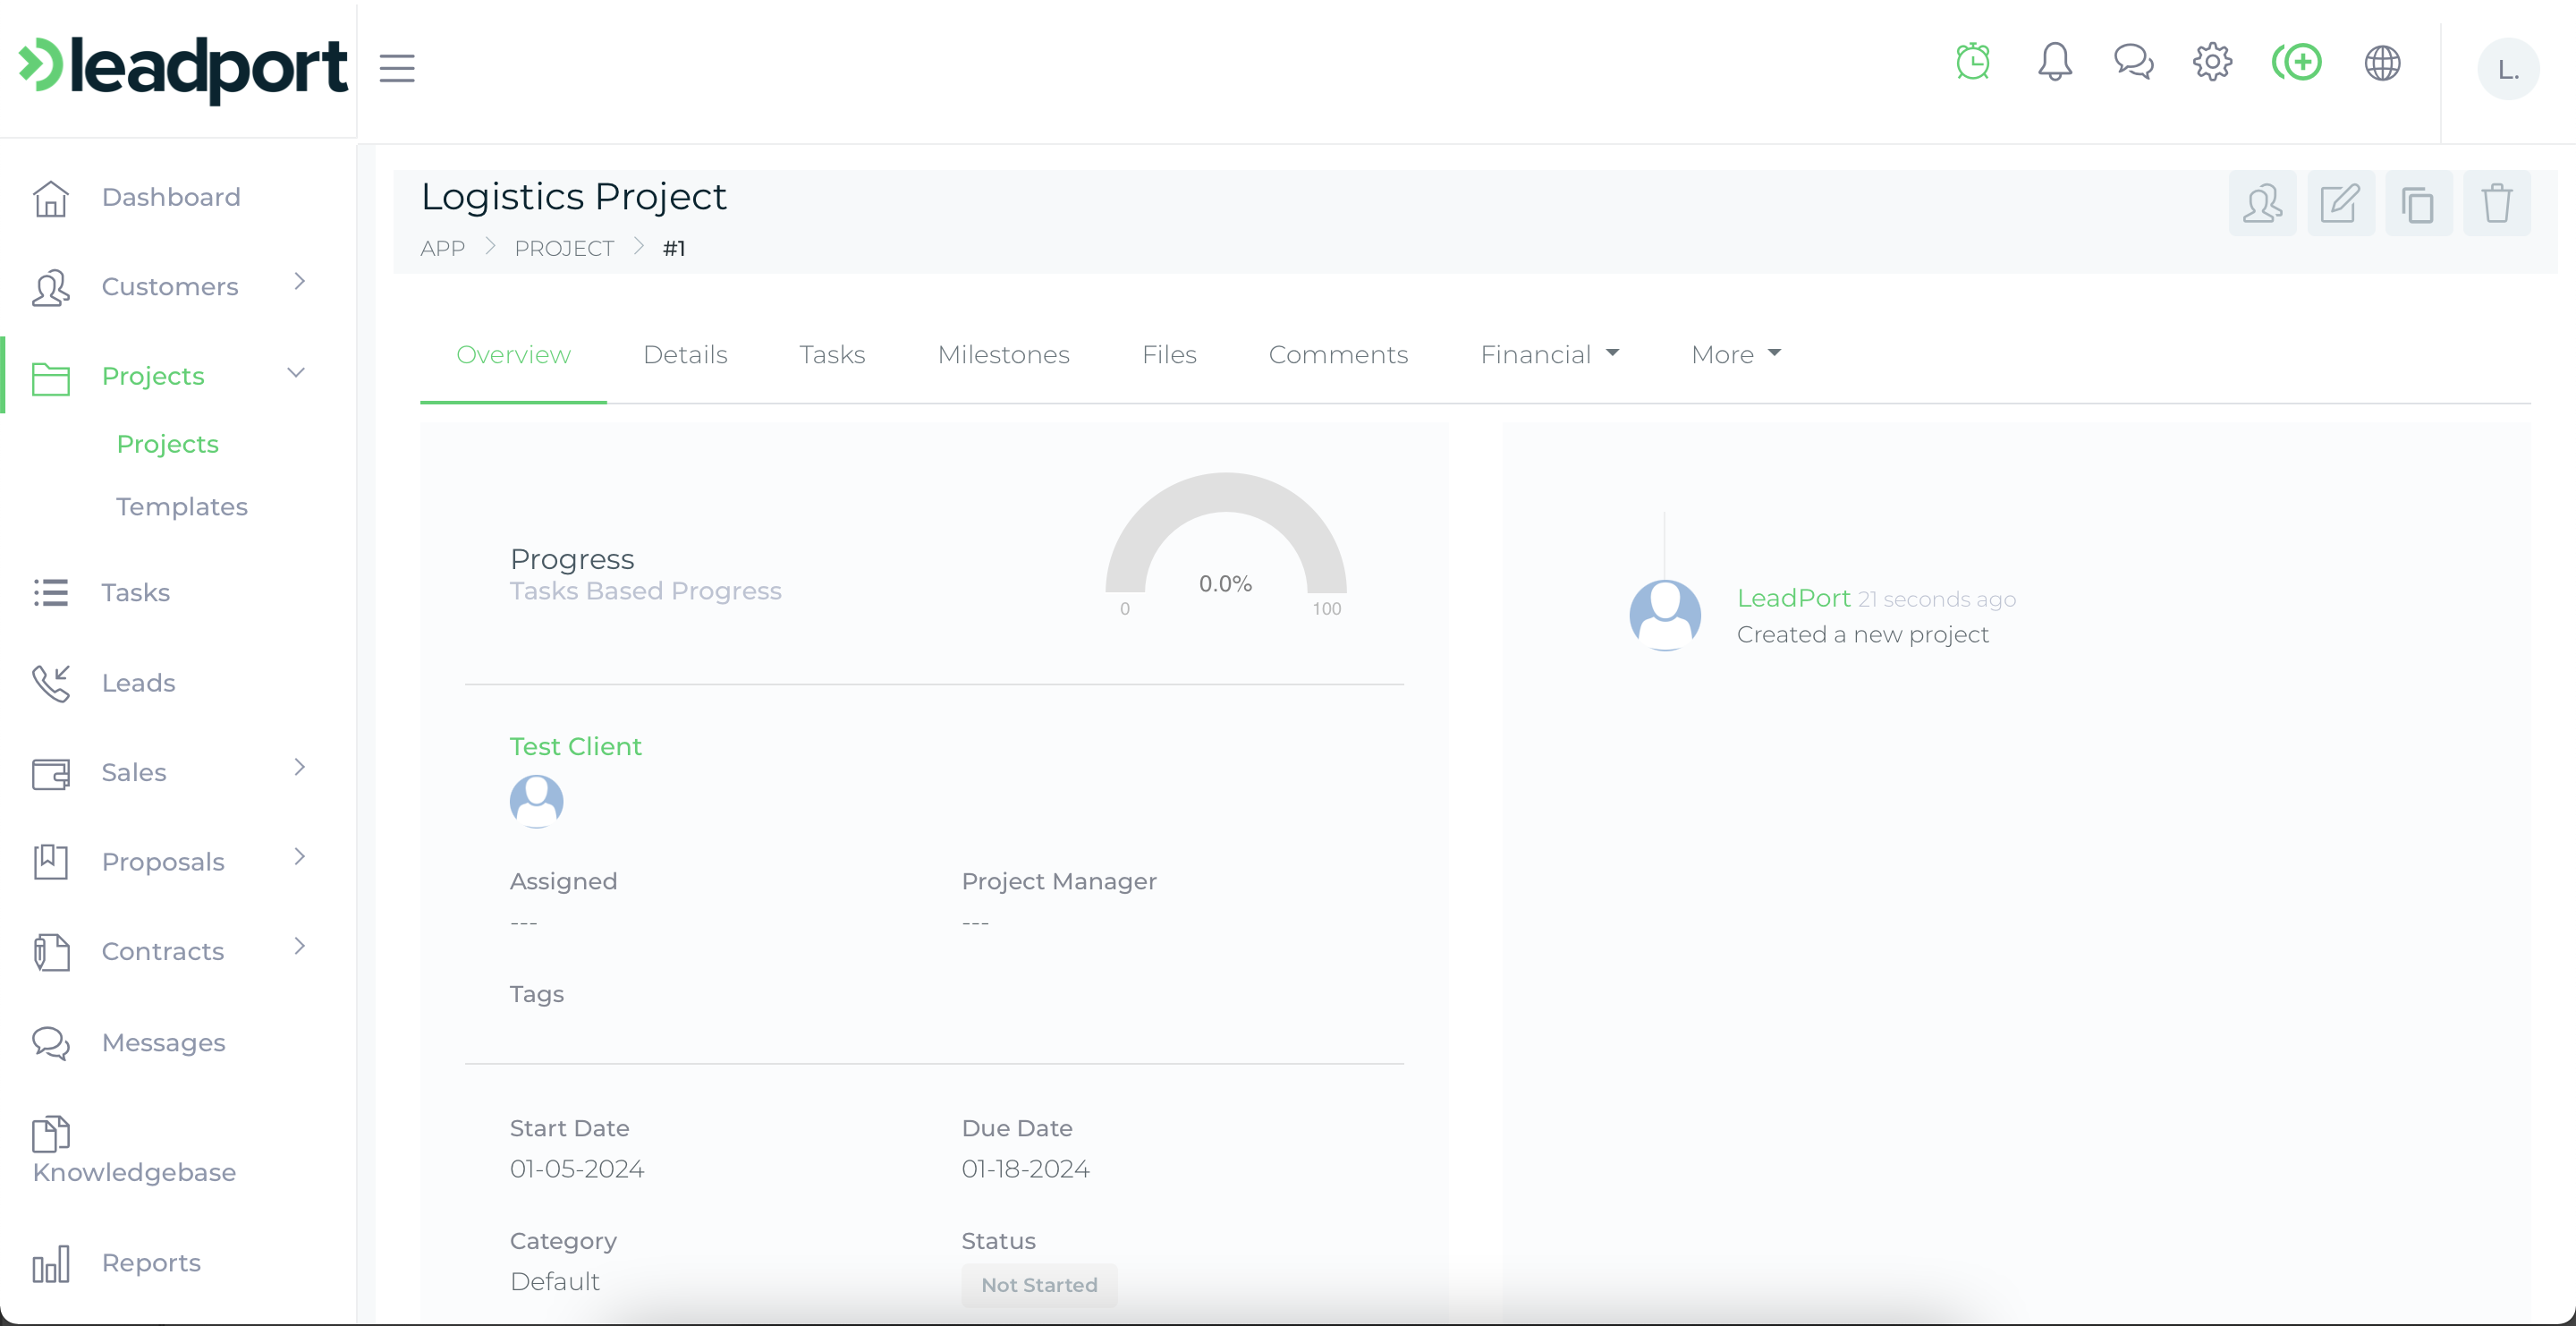 leadport
L.
Dashboard
Customers
Projects
Projects
Templates
Tasks
Leads
Sales
Proposals
Contracts
Messages
Knowledgebase
Reports
Logistics Project
APP PROJECT #1
Overview Details Tasks Milestones Files Comments Financial More
Progress
Tasks Based Progress
0.0%
0 100
Test Client
Assigned Project Manager
--- ---
Tags
Start Date Due Date
01-05-2024 01-18-2024
Category Status
Default Not Started
LeadPort 21 seconds ago
Created a new project